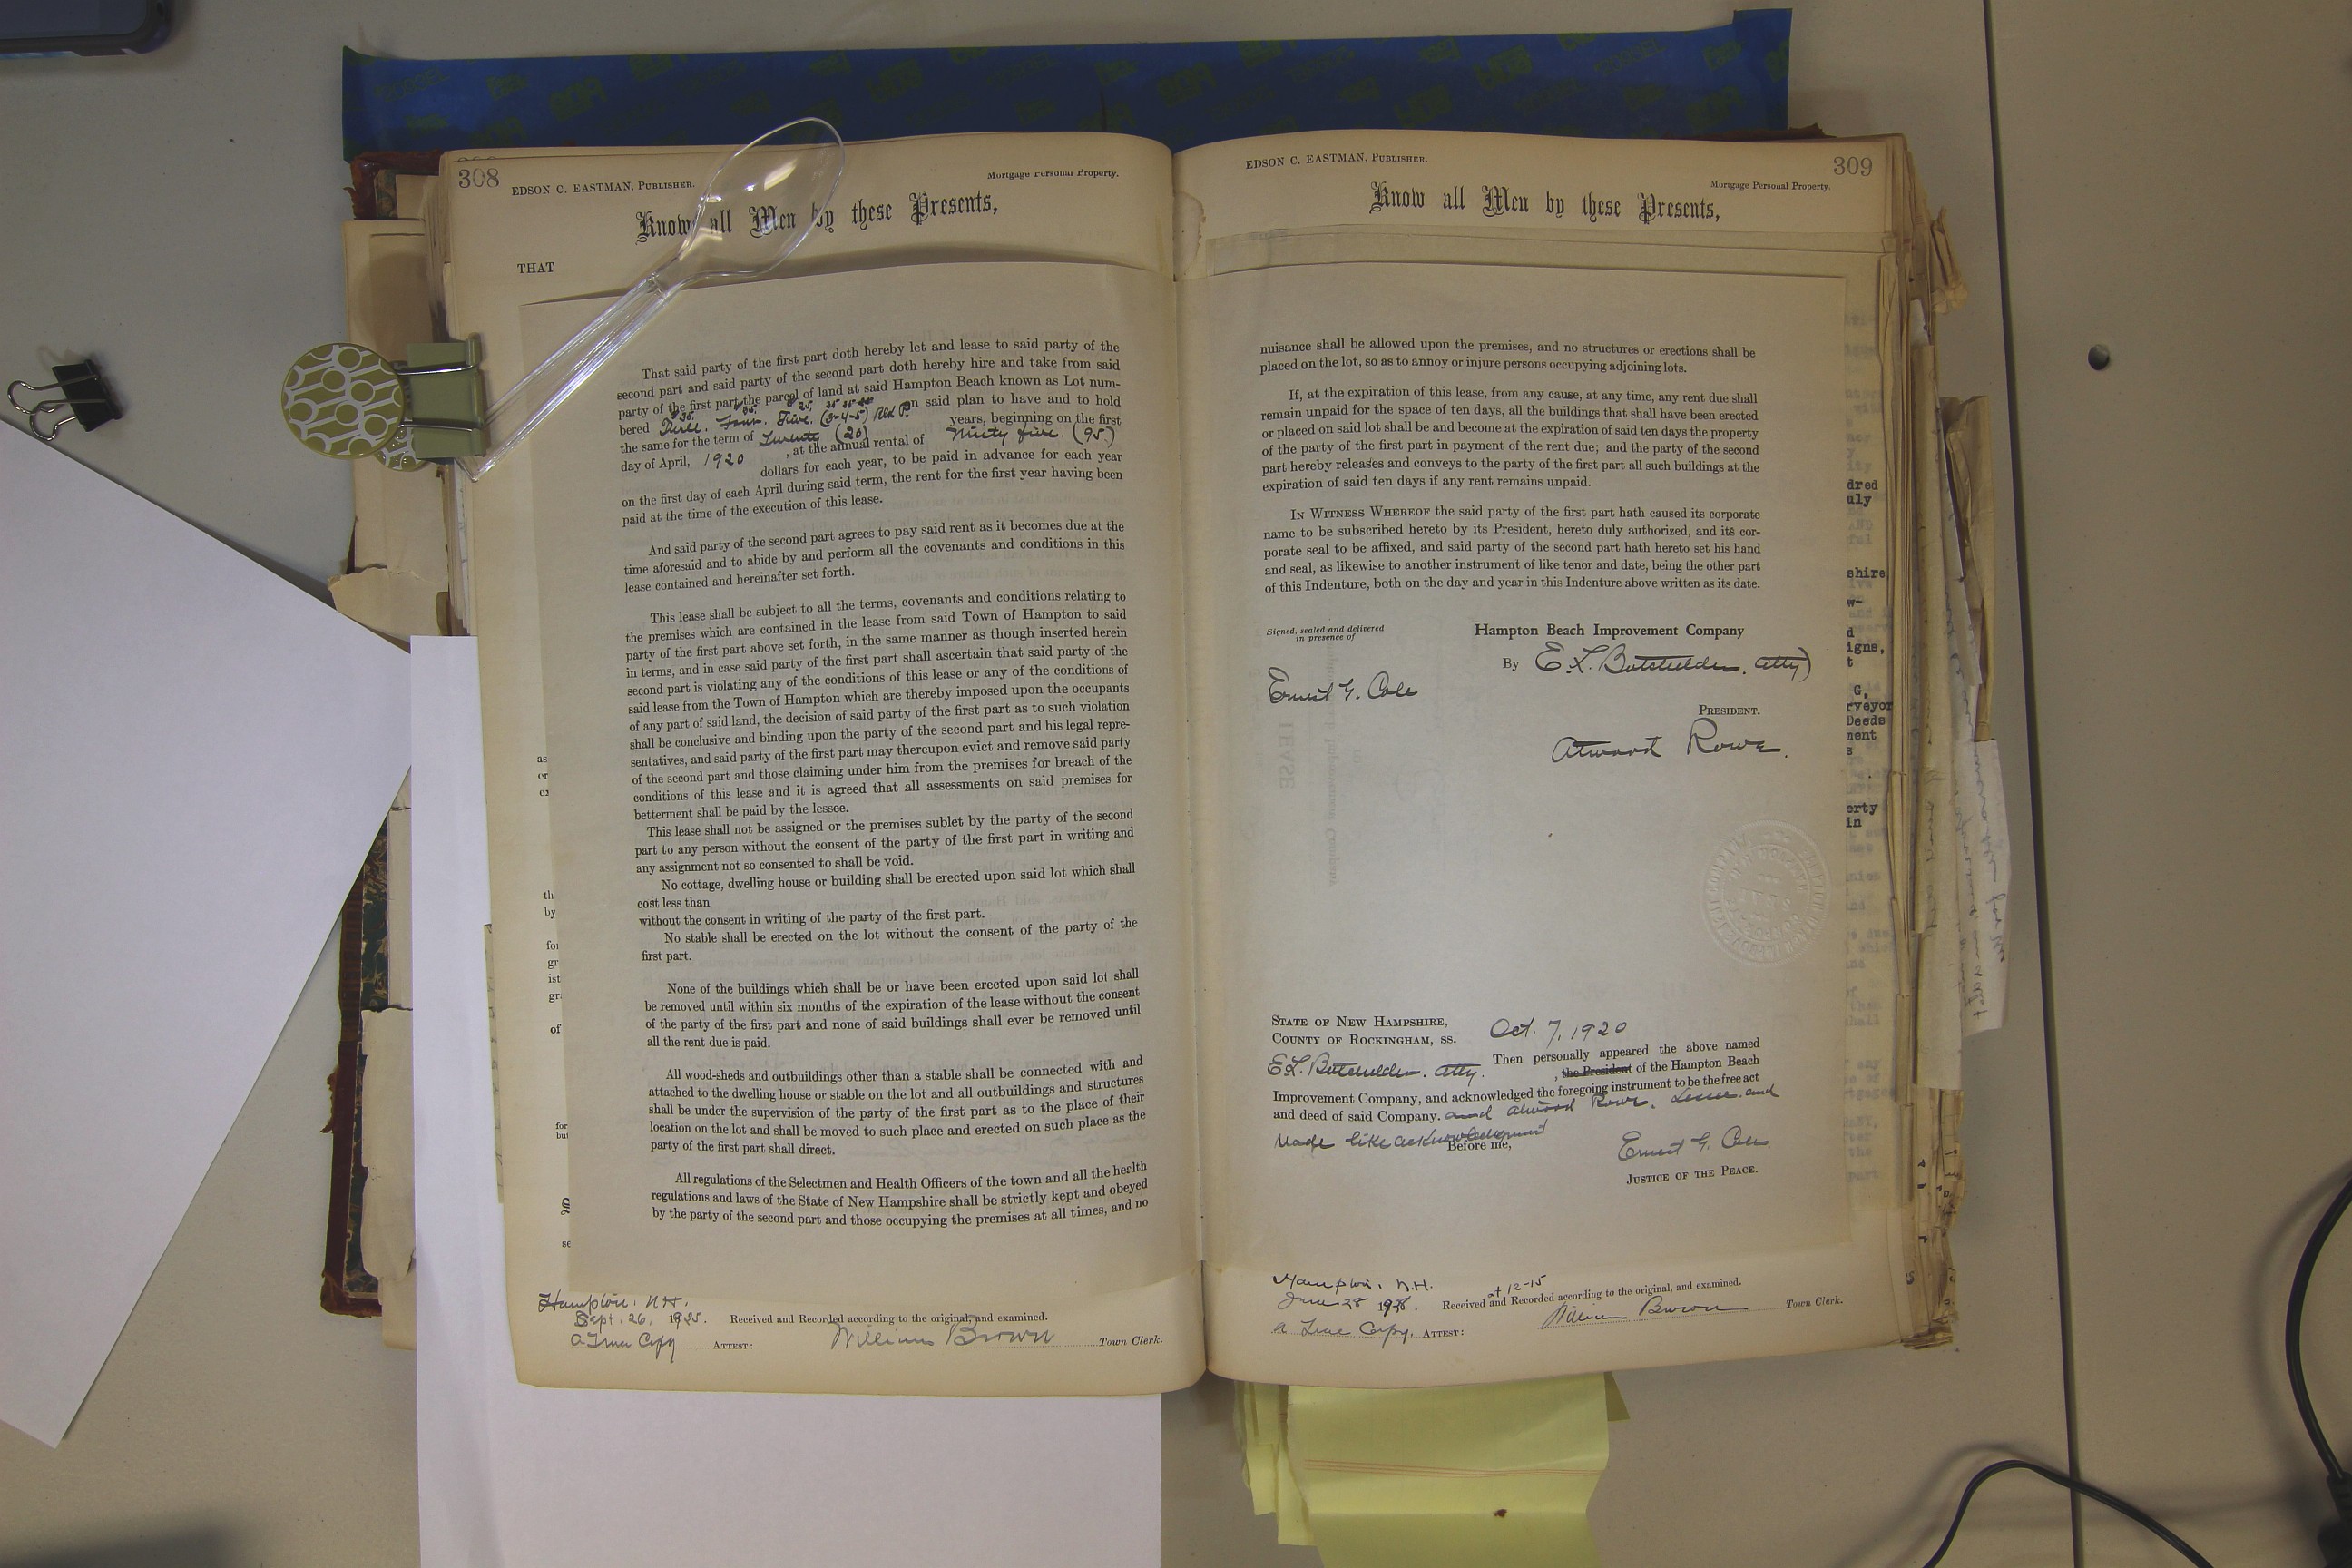 308
EDSON C. EASTMAN, PUBLISHER.
Mortgage Personal Property.
Know all Men by these Presents,
THAT
That said party of the first part doth hereby let and lease to said party of the
second part and said party of the second part doth hereby hire and take from said
party of the first part the parcel of land at said Hampton Beach known as Lot num-
bered Three. Four. Five. (3-4-5) on said plan to have and to hold
the same for the term of Twenty (20) years, beginning on the first
day of April, 1920, at the annual rental of Ninty five. (95.)
dollars for each year, to be paid in advance for each year
on the first day of each April during said term, the rent for the first year having been
paid at the time of the execution of this lease.
And said party of the second part agrees to pay said rent as it becomes due at the
time aforesaid and to abide by and perform all the covenants and conditions in this
lease contained and hereinafter set forth.
This lease shall be subject to all the terms, covenants and conditions relating to
the premises which are contained in the lease from said Town of Hampton to said
party of the first part above set forth, in the same manner as though inserted herein
in terms, and in case said party of the first part shall ascertain that said party of the
second part is violating any of the conditions of this lease or any of the conditions of
said lease from the Town of Hampton which are thereby imposed upon the occupants
of any part of said land, the decision of said party of the first part as to such violation
shall be conclusive and binding upon the party of the second part and his legal repre-
sentatives, and said party of the first part may thereupon evict and remove said party
of the second part and those claiming under him from the premises for breach of the
conditions of this lease and it is agreed that all assessments on said premises for
betterment shall be paid by the lessee.
This lease shall not be assigned or the premises sublet by the party of the second
part to any person without the consent of the party of the first part in writing and
any assignment not so consented to shall be void.
No cottage, dwelling house or building shall be erected upon said lot which shall
cost less than
without the consent in writing of the party of the first part.
No stable shall be erected on the lot without the consent of the party of the
first part.
None of the buildings which shall be or have been erected upon said lot shall
be removed until within six months of the expiration of the lease without the consent
of the party of the first part and none of said buildings shall ever be removed until
all the rent due is paid.
All wood-sheds and outbuildings other than a stable shall be connected with and
attached to the dwelling house or stable on the lot and all outbuildings and structures
shall be under the supervision of the party of the first part as to the place of their
location on the lot and shall be moved to such place and erected on such place as the
party of the first part shall direct.
All regulations of the Selectmen and Health Officers of the town and all the health
regulations and laws of the State of New Hampshire shall be strictly kept and obeyed
by the party of the second part and those occupying the premises at all times, and no
Hampton. N.H.
Sept. 26, 1925. Received and Recorded according to the original, and examined.
A True Copy ATTEST: William Brown Town Clerk.
309
EDSON C. EASTMAN, PUBLISHER.
Mortgage Personal Property.
Know all Men by these Presents,
nuisance shall be allowed upon the premises, and no structures or erections shall be
placed on the lot, so as to annoy or injure persons occupying adjoining lots.
If, at the expiration of this lease, from any cause, at any time, any rent due shall
remain unpaid for the space of ten days, all the buildings that shall have been erected
or placed on said lot shall be and become at the expiration of said ten days the property
of the party of the first part in payment of the rent due; and the party of the second
part hereby releases and conveys to the party of the first part all such buildings at the
expiration of said ten days if any rent remains unpaid.
IN WITNESS WHEREOF the said party of the first part hath caused its corporate
name to be subscribed hereto by its President, hereto duly authorized, and its cor-
porate seal to be affixed, and said party of the second part hath hereto set his hand
and seal, as likewise to another instrument of like tenor and date, being the other part
of this Indenture, both on the day and year in this Indenture above written as its date.
Signed, sealed and delivered
in presence of
Hampton Beach Improvement Company
By E.L. Batchelder. Atty)
Ernest G. Cole
PRESIDENT.
Atwood Rowe.
STATE OF NEW HAMPSHIRE,
COUNTY OF ROCKINGHAM, SS. Oct. 7, 1920
E.L. Batchelder. Atty. Then personally appeared the above named
, the President of the Hampton Beach
Improvement Company, and acknowledged the foregoing instrument to be the free act
and deed of said Company. and Atwood Rowe. Lessee. and
Made like acknowledgment
Before me,
Ernest G. Cole
JUSTICE OF THE PEACE.
Hampton, N.H. at 12-15
June 28 Received and Recorded according to the original, and examined.
A True Copy. ATTEST: William Brown Town Clerk.